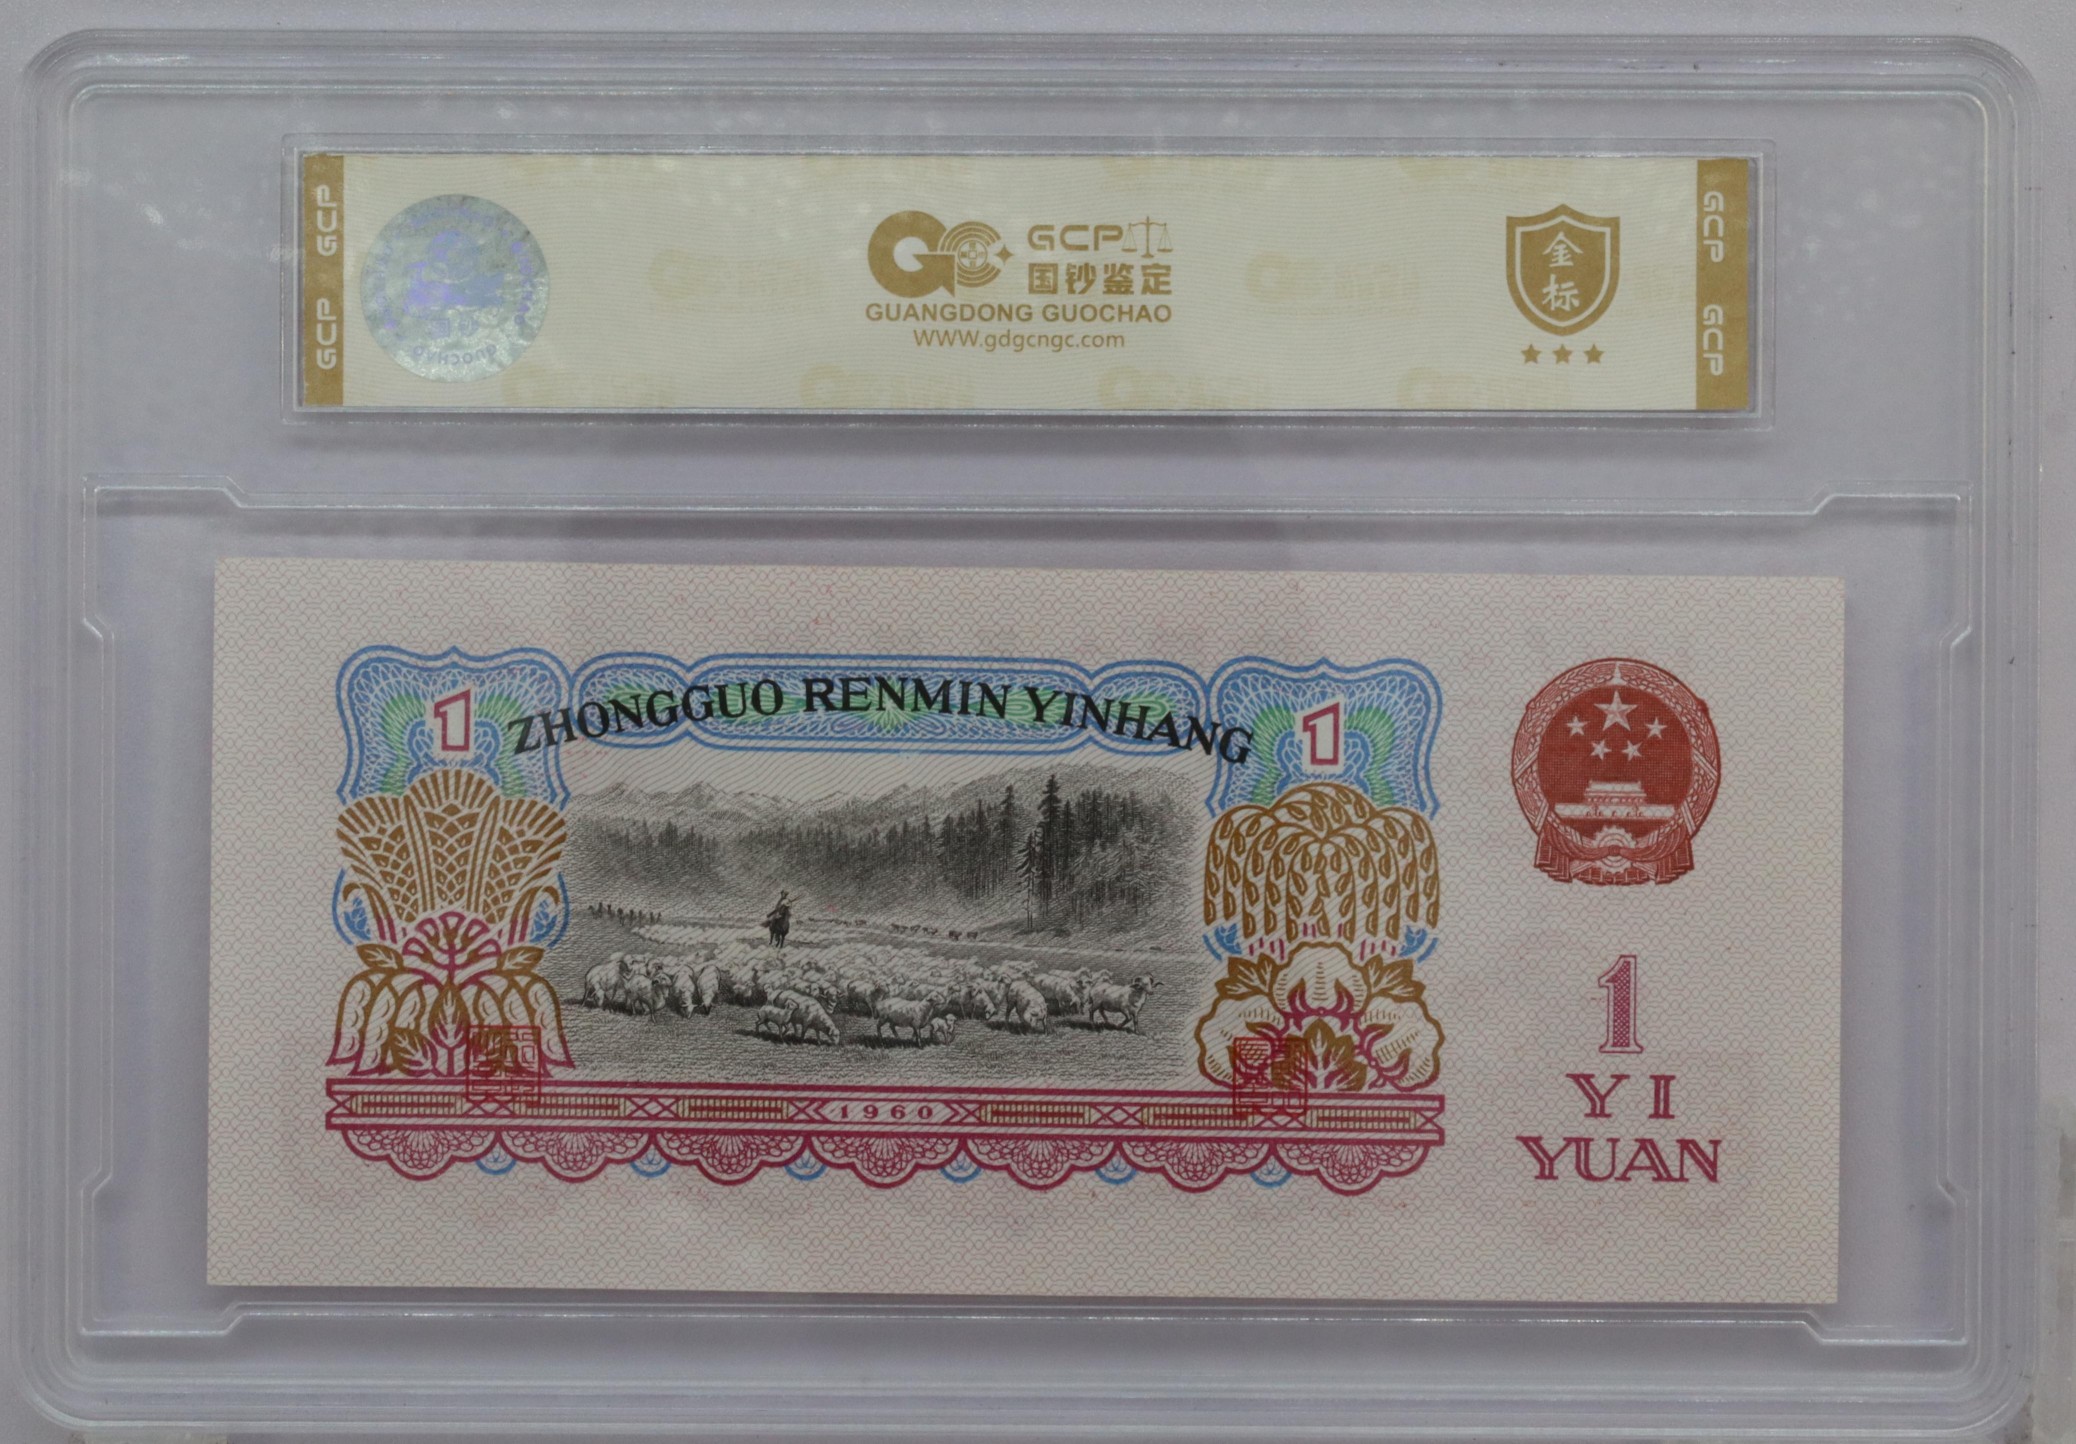 GCP
GCP
GCP
国钞鉴定
GUANGDONG GUOCHAO
WWW.gdgcngc.com
金
标
GCP
GCP
1
ZHONGGUO RENMIN YINHANG
1
1960
1
YI
YUAN